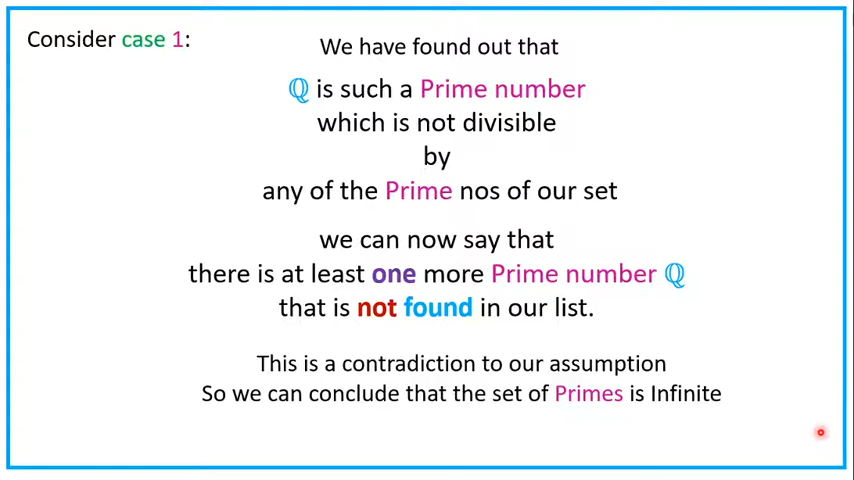 Consider case 1:
We have found out that
ℚ is such a Prime number
which is not divisible
by
any of the Prime nos of our set
we can now say that
there is at least one more Prime number ℚ
that is not found in our list.
This is a contradiction to our assumption
So we can conclude that the set of Primes is Infinite